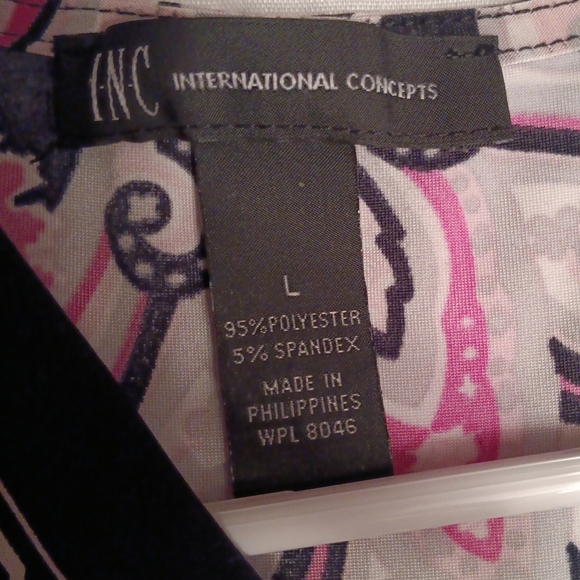 I·N·C INTERNATIONAL CONCEPTS
L
95%POLYESTER
5% SPANDEX
MADE IN
PHILIPPINES
WPL 8046